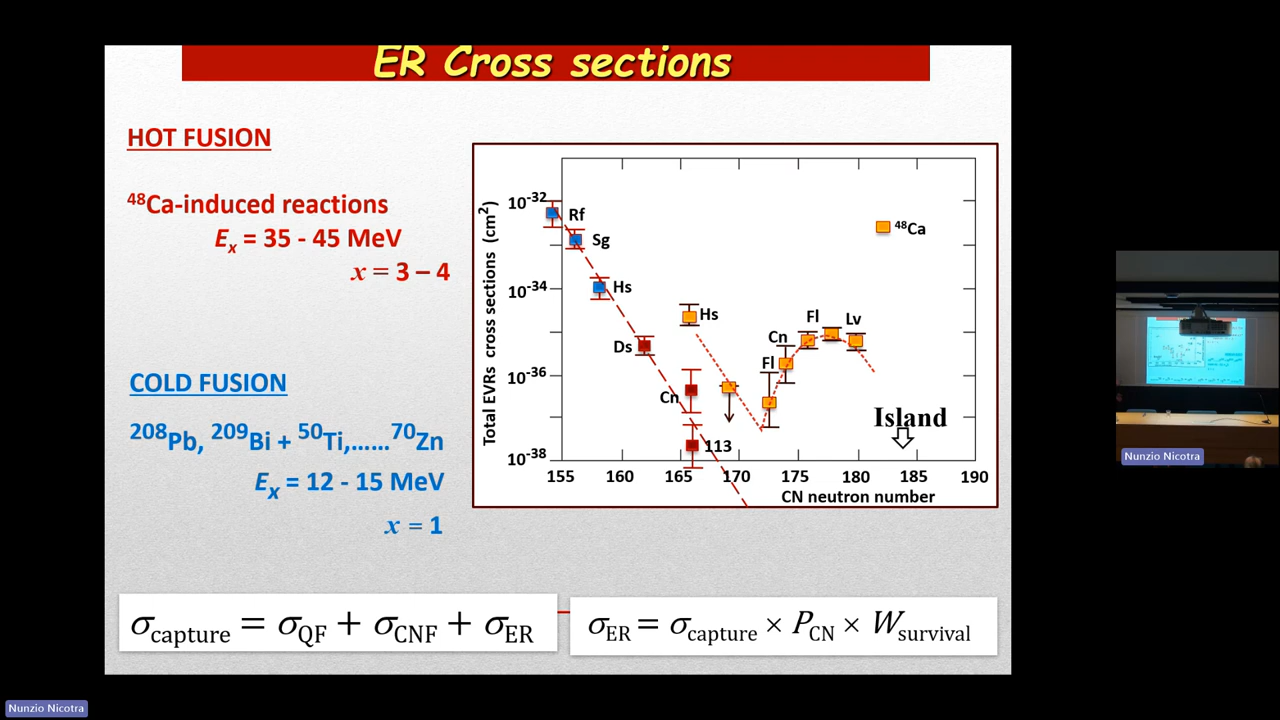 ER Cross sections
HOT FUSION
⁴⁸Ca-induced reactions
Eₓ = 35 - 45 MeV
x = 3 – 4
COLD FUSION
²⁰⁸Pb, ²⁰⁹Bi + ⁵⁰Ti,......⁷⁰Zn
Eₓ = 12 - 15 MeV
x = 1
Total EVRs cross sections (cm²)
10⁻³²
10⁻³⁴
10⁻³⁶
10⁻³⁸
Rf
Sg
Hs
Ds
Cn
113
Hs
Fl
Cn
Fl
Lv
⁴⁸Ca
Island
155 160 165 170 175 180 185 190
CN neutron number
σcapture = σQF + σCNF + σER
σER = σcapture × PCN × Wsurvival
Nunzio Nicotra
Nunzio Nicotra